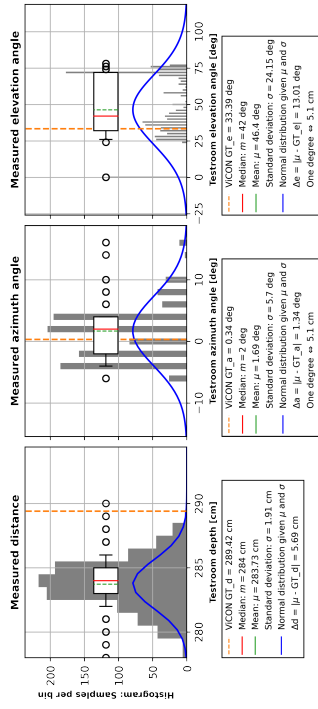 Measured distance
Histogram: Samples per bin
200
150
100
50
0
280
285
290
Testroom depth [cm]
ViCON GT_d = 289.42 cm
Median: m = 284 cm
Mean: μ = 283.73 cm
Standard deviation: σ = 1.91 cm
Normal distribution given μ and σ
Δd = |μ - GT_d| = 5.69 cm
Measured azimuth angle
−10
0
10
Testroom azimuth angle [deg]
ViCON GT_a = 0.34 deg
Median: m = 2 deg
Mean: μ = 1.69 deg
Standard deviation: σ = 5.7 deg
Normal distribution given μ and σ
Δa = |μ - GT_a| = 1.34 deg
One degree ⇔ 5.1 cm
Measured elevation angle
−25
0
25
50
75
100
Testroom elevation angle [deg]
ViCON GT_e = 33.39 deg
Median: m = 42 deg
Mean: μ = 46.4 deg
Standard deviation: σ = 24.15 deg
Normal distribution given μ and σ
Δe = |μ - GT_e| = 13.01 deg
One degree ⇔ 5.1 cm